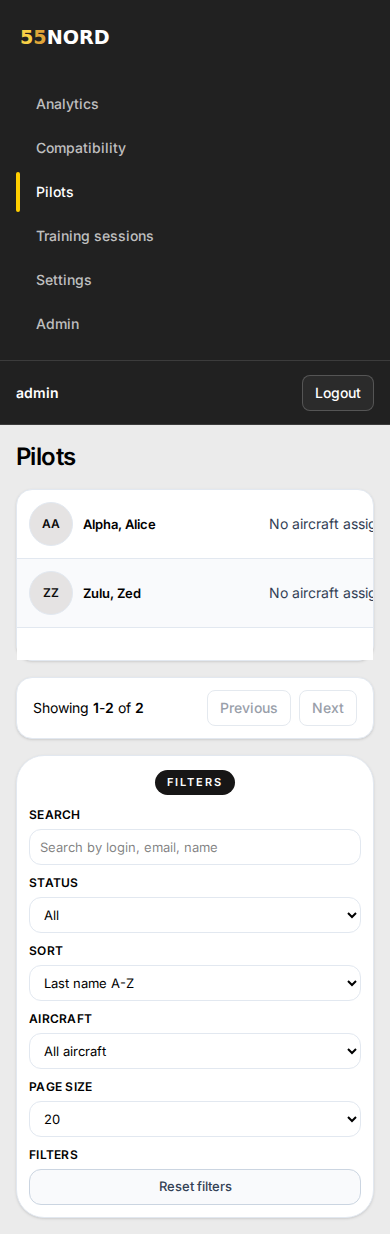 55NORD
Analytics
Compatibility
Pilots
Training sessions
Settings
Admin
admin
Logout
Pilots
AA
Alpha, Alice
No aircraft assig
ZZ
Zulu, Zed
No aircraft assig
Showing 1-2 of 2
Previous
Next
FILTERS
SEARCH
Search by login, email, name
STATUS
All
SORT
Last name A-Z
AIRCRAFT
All aircraft
PAGE SIZE
20
FILTERS
Reset filters